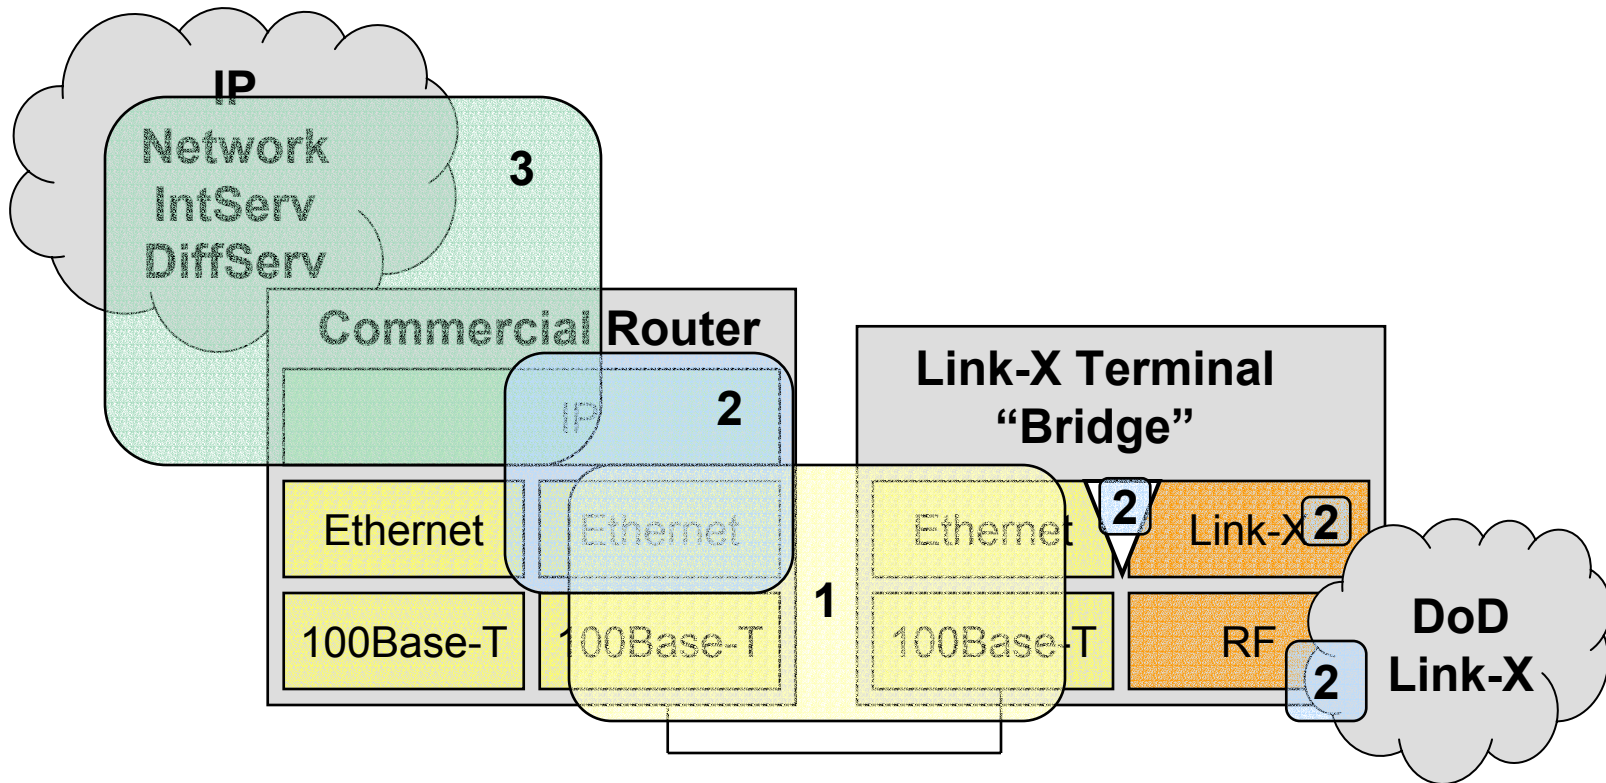 IP
Network
IntServ
DiffServ
3
Commercial Router
IP
2
Ethernet
Ethernet
100Base-T
100Base-T
1
Link-X Terminal
“Bridge”
Ethernet
2
Link-X
2
100Base-T
RF
2
DoD
Link-X